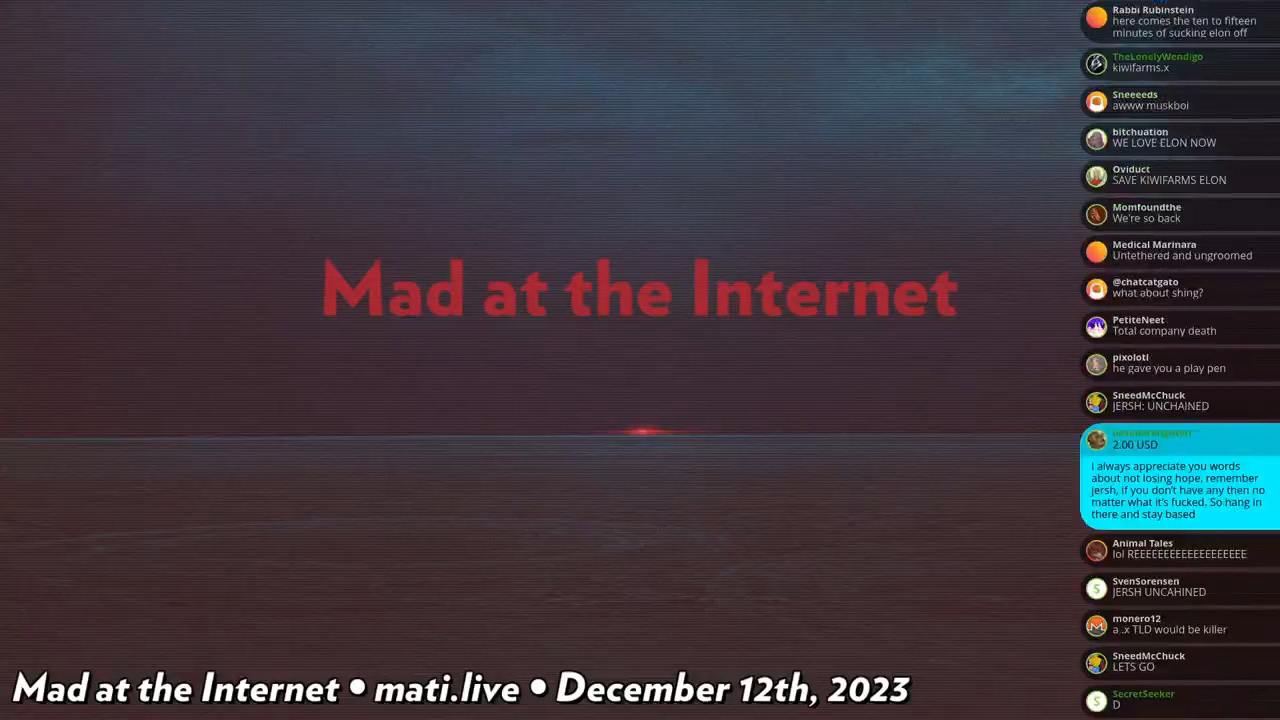 Mad at the Internet
Rabbi Rubinstein
here comes the ten to fifteen
minutes of sucking elon off
TheLonelyWendigo
kiwifarms.x
Sneeeeds
awww muskboi
bitchuation
WE LOVE ELON NOW
Oviduct
SAVE KIWIFARMS ELON
Momfoundthe
We're so back
Medical Marinara
Untethered and ungroomed
@chatcatgato
what about shing?
PetiteNeet
Total company death
pixolotl
he gave you a play pen
SneedMcChuck
JERSH: UNCHAINED
2.00 USD
I always appreciate you words
about not losing hope, remember
jersh, if you don't have any then no
matter what it's fucked. So hang in
there and stay based
Animal Tales
lol REEEEEEEEEEEEEEEEEEE
SvenSorensen
JERSH UNCAHINED
monero12
a .x TLD would be killer
SneedMcChuck
LETS GO
SecretSeeker
D
Mad at the Internet • mati.live • December 12th, 2023